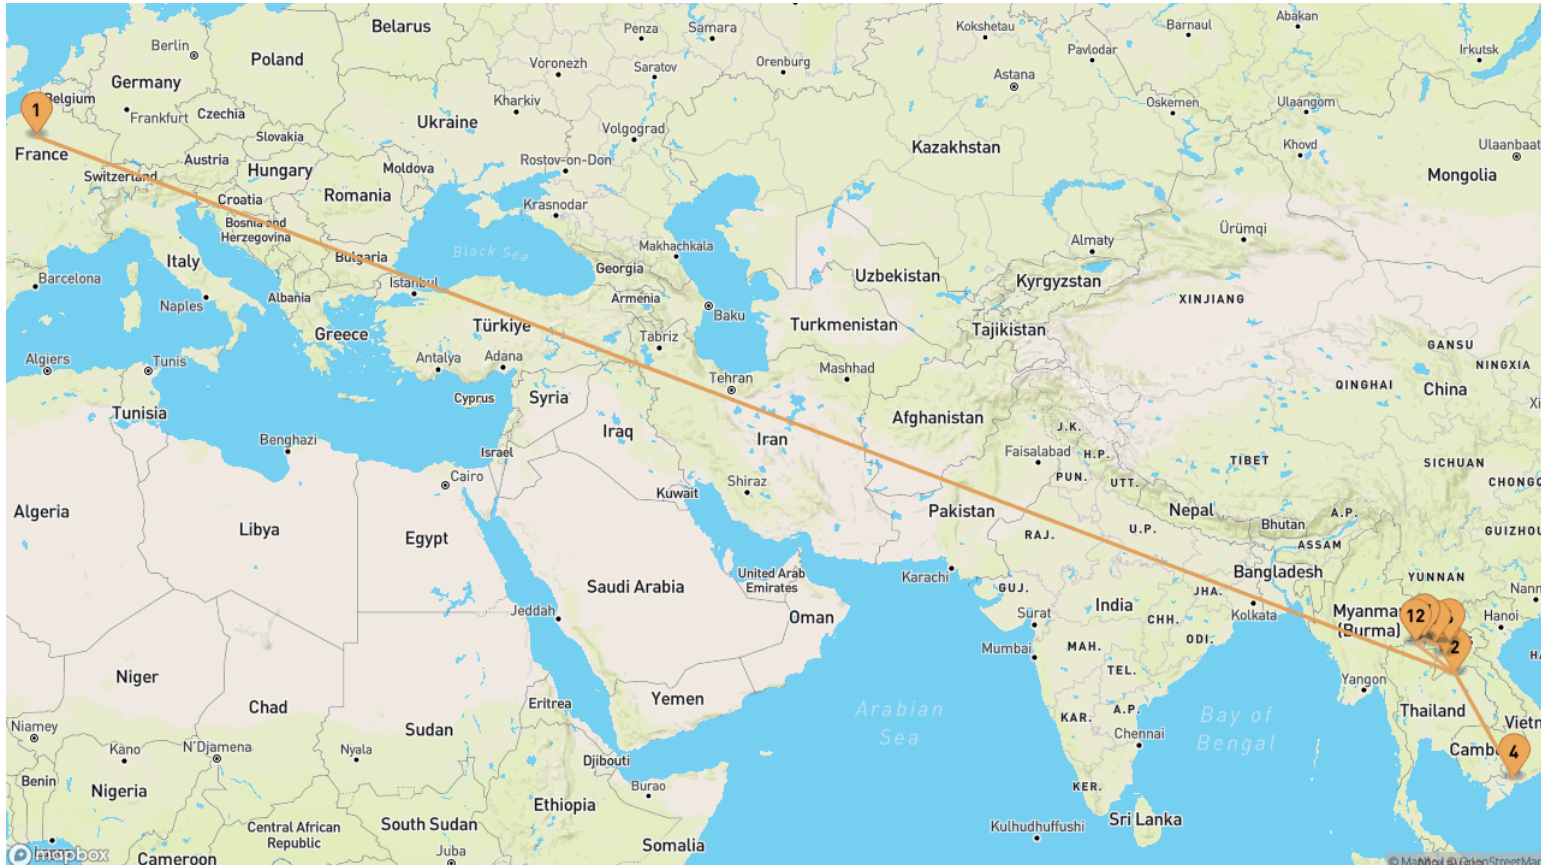 Belarus
Penza
Samara
Kokshetau
Barnaul
Abakan
Berlin
Poland
Voronezh
Saratov
Orenburg
Pavlodar
Irkutsk
Germany
Astana
1
Belgium
Frankfurt
Czechia
Kharkiv
Ukraine
Volgograd
Oskemen
Ulaangom
France
Slovakia
Austria
Hungary
Moldova
Rostov-on-Don
Kazakhstan
Khovd
Ulaanbaat
Switzerland
Croatia
Romania
Krasnodar
Mongolia
Bosnia and
Herzegovina
Italy
Bulgaria
Black Sea
Makhachkala
Almaty
Ürümqi
Barcelona
Naples
Albania
Istanbul
Georgia
Armenia
Baku
Uzbekistan
Kyrgyzstan
XINJIANG
Greece
Türkiye
Tabriz
Turkmenistan
Tajikistan
GANSU
Algiers
Tunis
Antalya
Adana
Tehran
Mashhad
NINGXIA
QINGHAI
China
Tunisia
Cyprus
Syria
Afghanistan
Xi
Benghazi
Israel
Iraq
Iran
J.K.
Faisalabad
H.P.
TIBET
SICHUAN
Cairo
Kuwait
Shiraz
PUN.
UTT.
CHONGQ
Algeria
Libya
Egypt
Pakistan
RAJ.
U.P.
Nepal
Bhutan
A.P.
ASSAM
GUIZHOU
Saudi Arabia
United Arab
Emirates
Karachi
GUJ.
India
JHA.
Bangladesh
YUNNAN
Nann
Jeddah
Oman
Surat
CHH.
Kolkata
Myanmar
(Burma)
12
Hanoi
Mumbai
MAH.
ODI.
2
Niger
Chad
Sudan
Eritrea
Yemen
Arabian
Sea
TEL.
KAR.
A.P.
Bay of
Bengal
Yangon
Thailand
Vietn
Niamey
Kano
N'Djamena
Nyala
Djibouti
Chennai
Camb
4
Benin
Nigeria
Ethiopia
Burao
KER.
Central African
Republic
South Sudan
Kulhudhuffushi
Sri Lanka
Cameroon
Juba
Somalia
mapbox